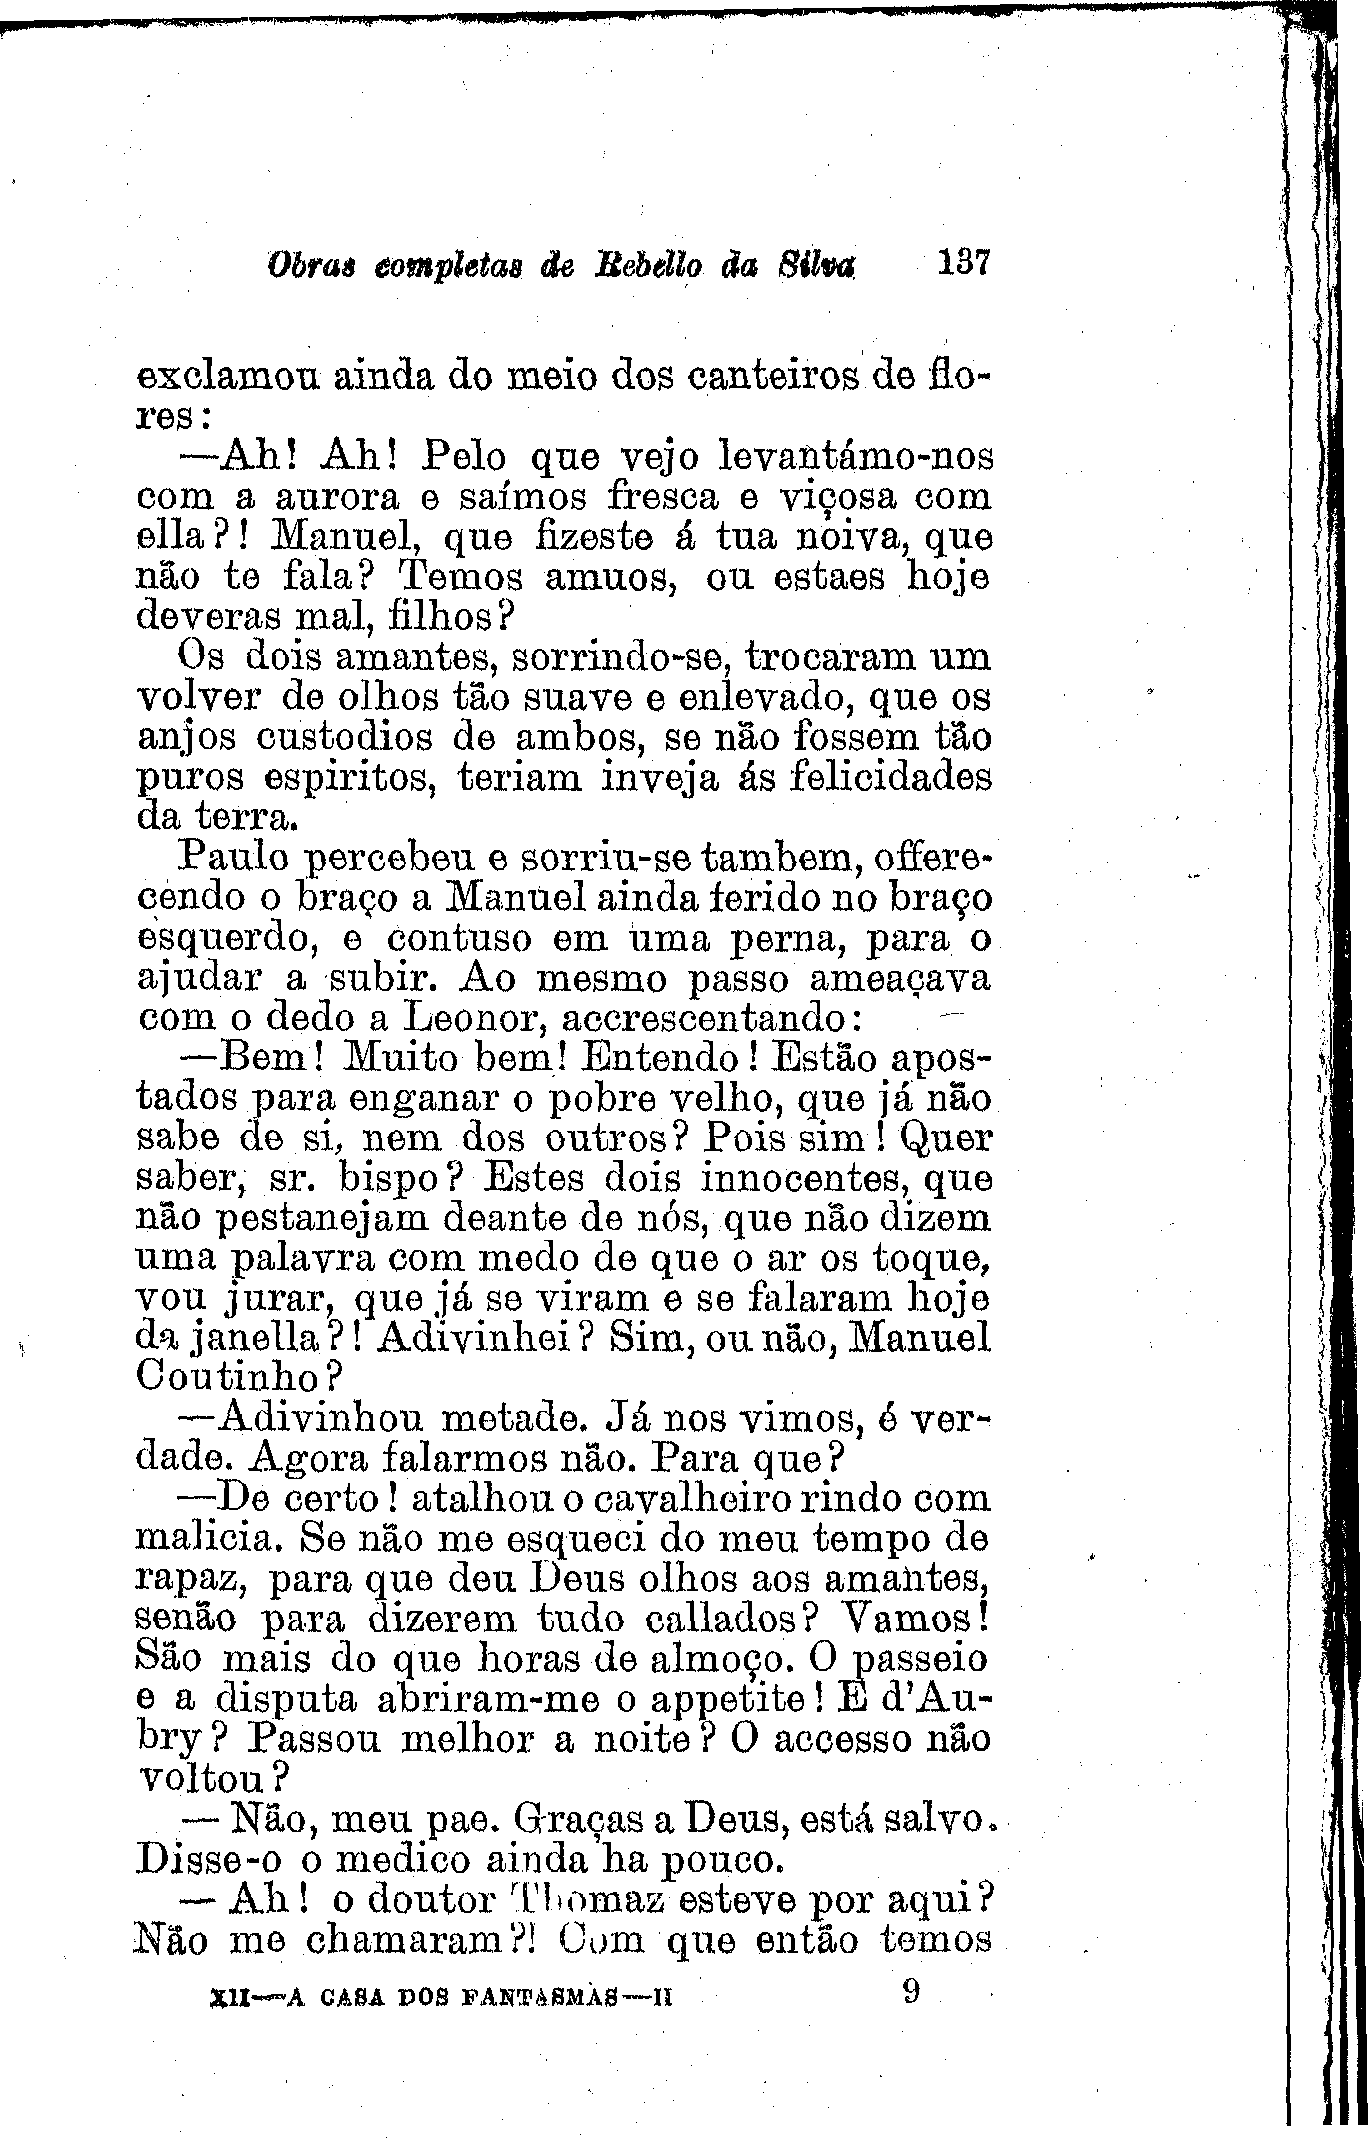 Obras completas de Rebello da Silva 137
exclamou ainda do meio dos canteiros de flo-
res:
—Ah! Ah! Pelo que vejo levantámo-nos
com a aurora e saímos fresca e viçosa com
ella?! Manuel, que fizeste á tua noiva, que
não te fala? Temos amuos, ou estaes hoje
deveras mal, filhos?
Os dois amantes, sorrindo-se, trocaram um
volver de olhos tão suave e enlevado, que os
anjos custodios de ambos, se não fossem tão
puros espiritos, teriam inveja ás felicidades
da terra.
Paulo percebeu e sorriu-se tambem, offere-
cendo o braço a Manuel ainda ferido no braço
esquerdo, e contuso em uma perna, para o
ajudar a subir. Ao mesmo passo ameaçava
com o dedo a Leonor, accrescentando:
—Bem! Muito bem! Entendo! Estão apos-
tados para enganar o pobre velho, que já não
sabe de si, nem dos outros? Pois sim! Quer
saber, sr. bispo? Estes dois innocentes, que
não pestanejam deante de nós, que não dizem
uma palavra com medo de que o ar os toque,
vou jurar, que já se viram e se falaram hoje
da janella?! Adivinhei? Sim, ou não, Manuel
Coutinho?
—Adivinhou metade. Já nos vimos, é ver-
dade. Agora falarmos não. Para que?
—De certo! atalhou o cavalheiro rindo com
malicia. Se não me esqueci do meu tempo de
rapaz, para que deu Deus olhos aos amantes,
senão para dizerem tudo callados? Vamos!
São mais do que horas de almoço. O passeio
e a disputa abriram-me o appetite! E d'Au-
bry? Passou melhor a noite? O accesso não
voltou?
— Não, meu pae. Graças a Deus, está salvo.
Disse-o o medico ainda ha pouco.
— Ah! o doutor Thomaz esteve por aqui?
Não me chamaram?! Com que então temos
XII—A CASA DOS FANTASMAS—II 9